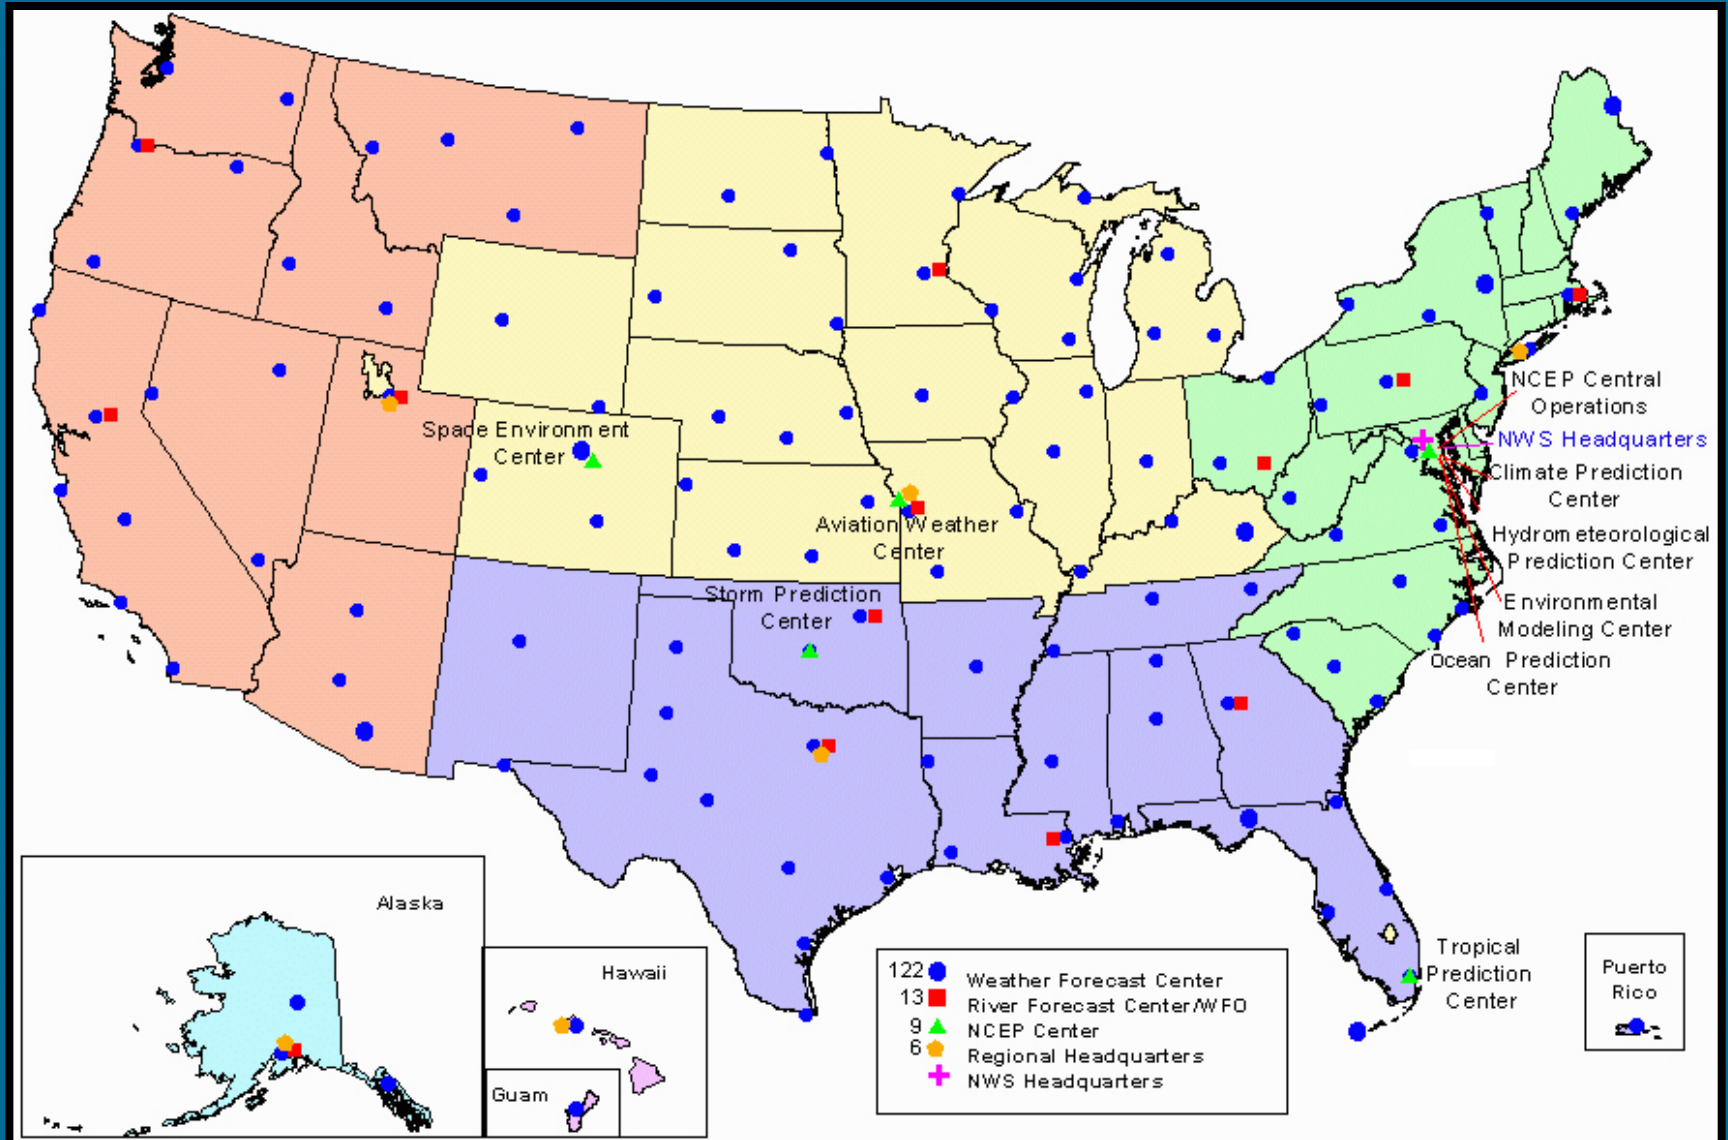 NCEP Central
Operations
Space Environment
Center
NWS Headquarters
Climate Prediction
Center
Aviation Weather
Center
Hydrometeorological
Prediction Center
Storm Prediction
Center
Environmental
Modeling Center
Ocean Prediction
Center
Alaska
Hawaii
Guam
122 Weather Forecast Center
13 River Forecast Center/WFO
9 NCEP Center
6 Regional Headquarters
NWS Headquarters
Tropical
Prediction
Center
Puerto
Rico